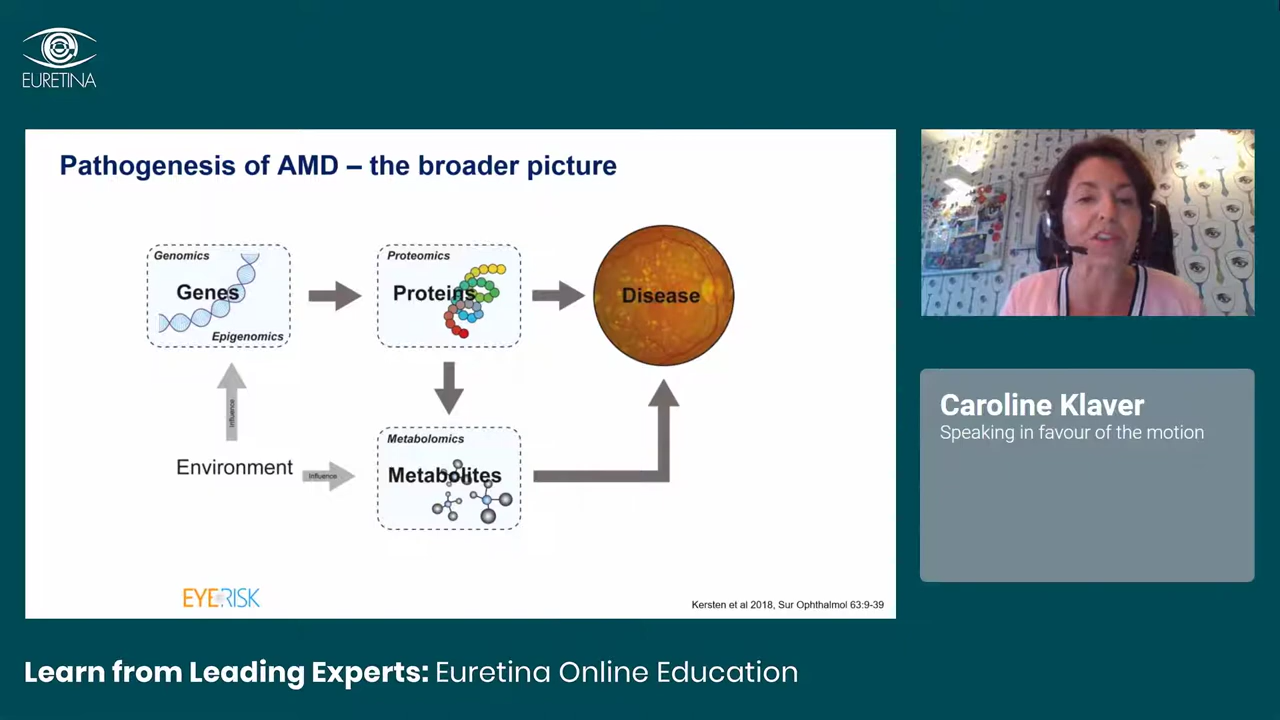 EURETINA
Pathogenesis of AMD – the broader picture
Genomics
Genes
Epigenomics
Proteomics
Proteins
Disease
Influence
Environment
Influence
Metabolomics
Metabolites
EYERISK
Kersten et al 2018, Sur Ophthalmol 63:9-39
Caroline Klaver
Speaking in favour of the motion
Learn from Leading Experts: Euretina Online Education